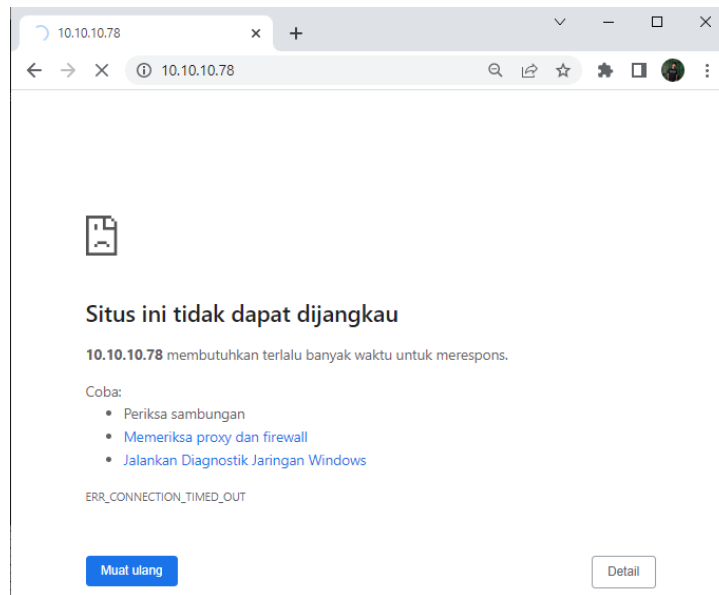 10.10.10.78
10.10.10.78
Situs ini tidak dapat dijangkau
10.10.10.78 membutuhkan terlalu banyak waktu untuk merespons.
Coba:
• Periksa sambungan
• Memeriksa proxy dan firewall
• Jalankan Diagnostik Jaringan Windows
ERR_CONNECTION_TIMED_OUT
Muat ulang
Detail